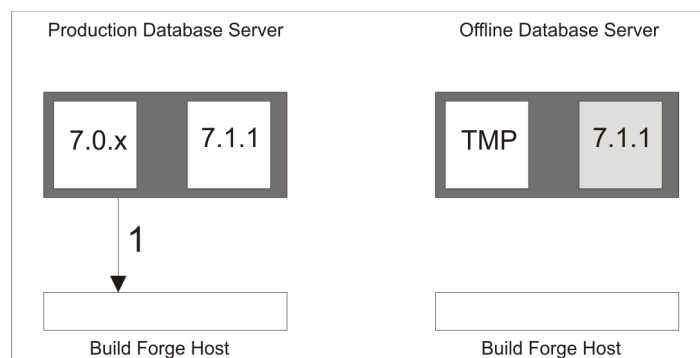 Production Database Server
Offline Database Server
7.0.x
7.1.1
TMP
7.1.1
1
Build Forge Host
Build Forge Host